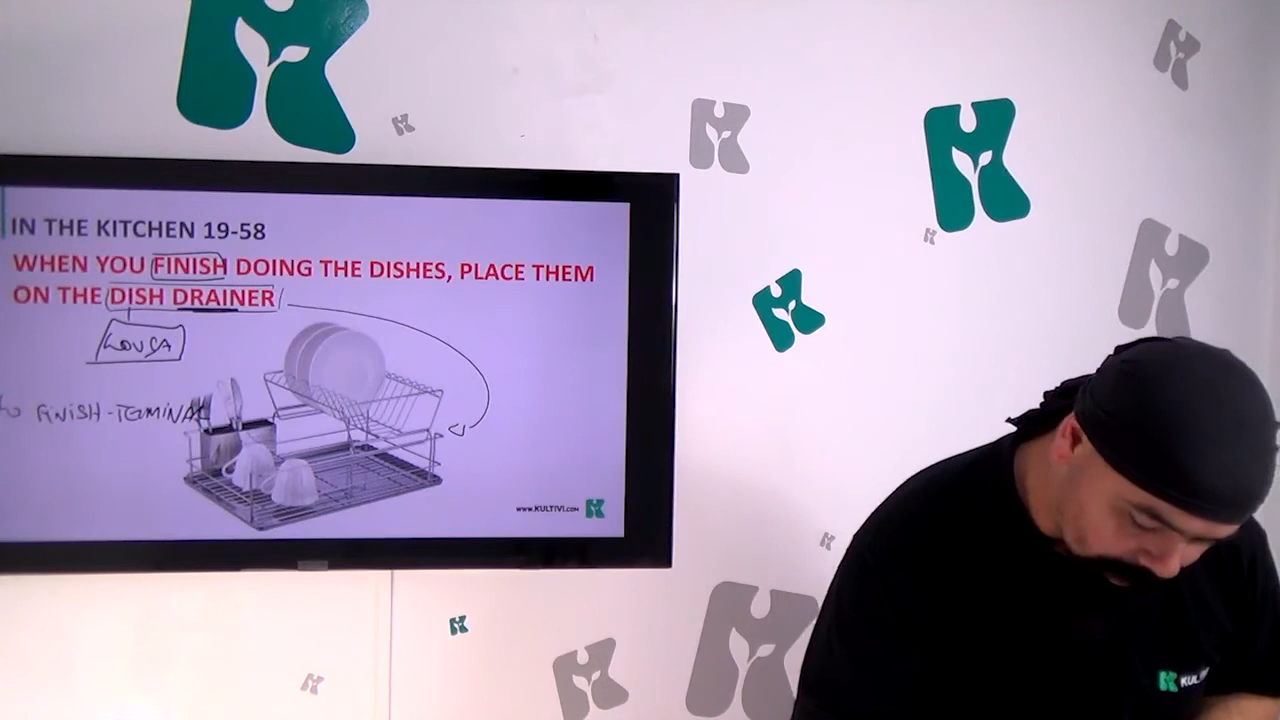 IN THE KITCHEN 19-58
WHEN YOU FINISH DOING THE DISHES, PLACE THEM
ON THE DISH DRAINER
LOUSA
TO FINISH-TERMINAR
WWW.KULTIVI.COM